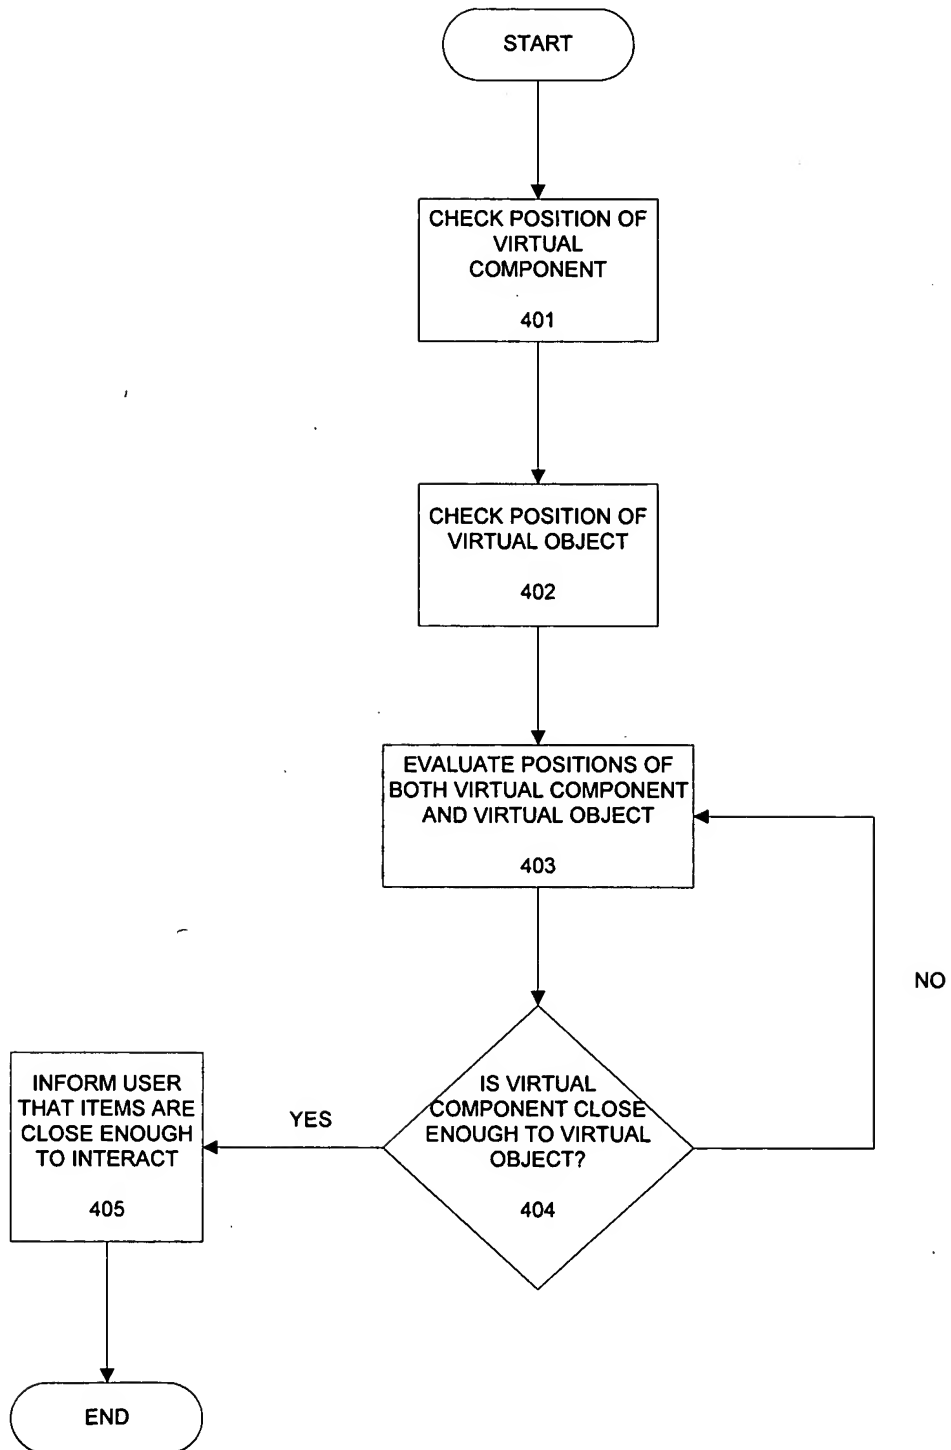 START
CHECK POSITION OF
VIRTUAL
COMPONENT
401
CHECK POSITION OF
VIRTUAL OBJECT
402
EVALUATE POSITIONS OF
BOTH VIRTUAL COMPONENT
AND VIRTUAL OBJECT
403
NO
IS VIRTUAL
COMPONENT CLOSE
ENOUGH TO VIRTUAL
OBJECT?
404
YES
INFORM USER
THAT ITEMS ARE
CLOSE ENOUGH
TO INTERACT
405
END